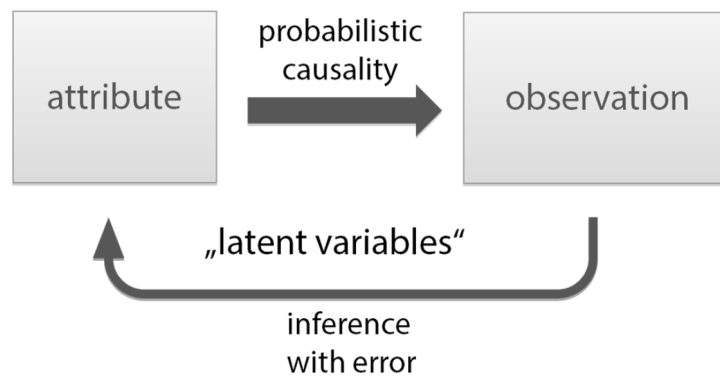 probabilistic
causality
attribute
observation
„latent variables“
inference
with error